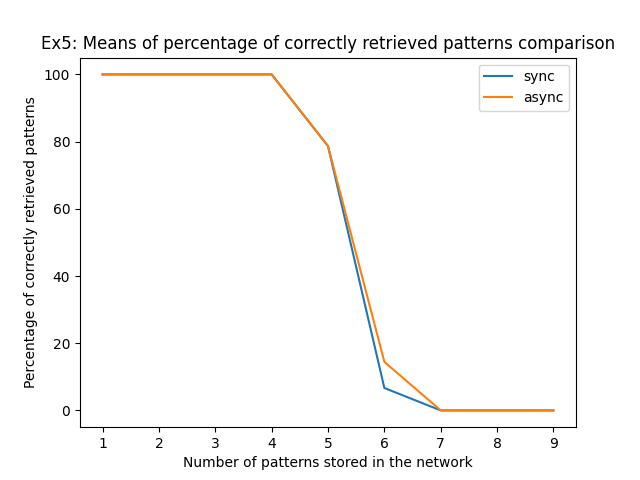 Ex5: Means of percentage of correctly retrieved patterns comparison
sync
async
Percentage of correctly retrieved patterns
100
80
60
40
20
0
1 2 3 4 5 6 7 8 9
Number of patterns stored in the network